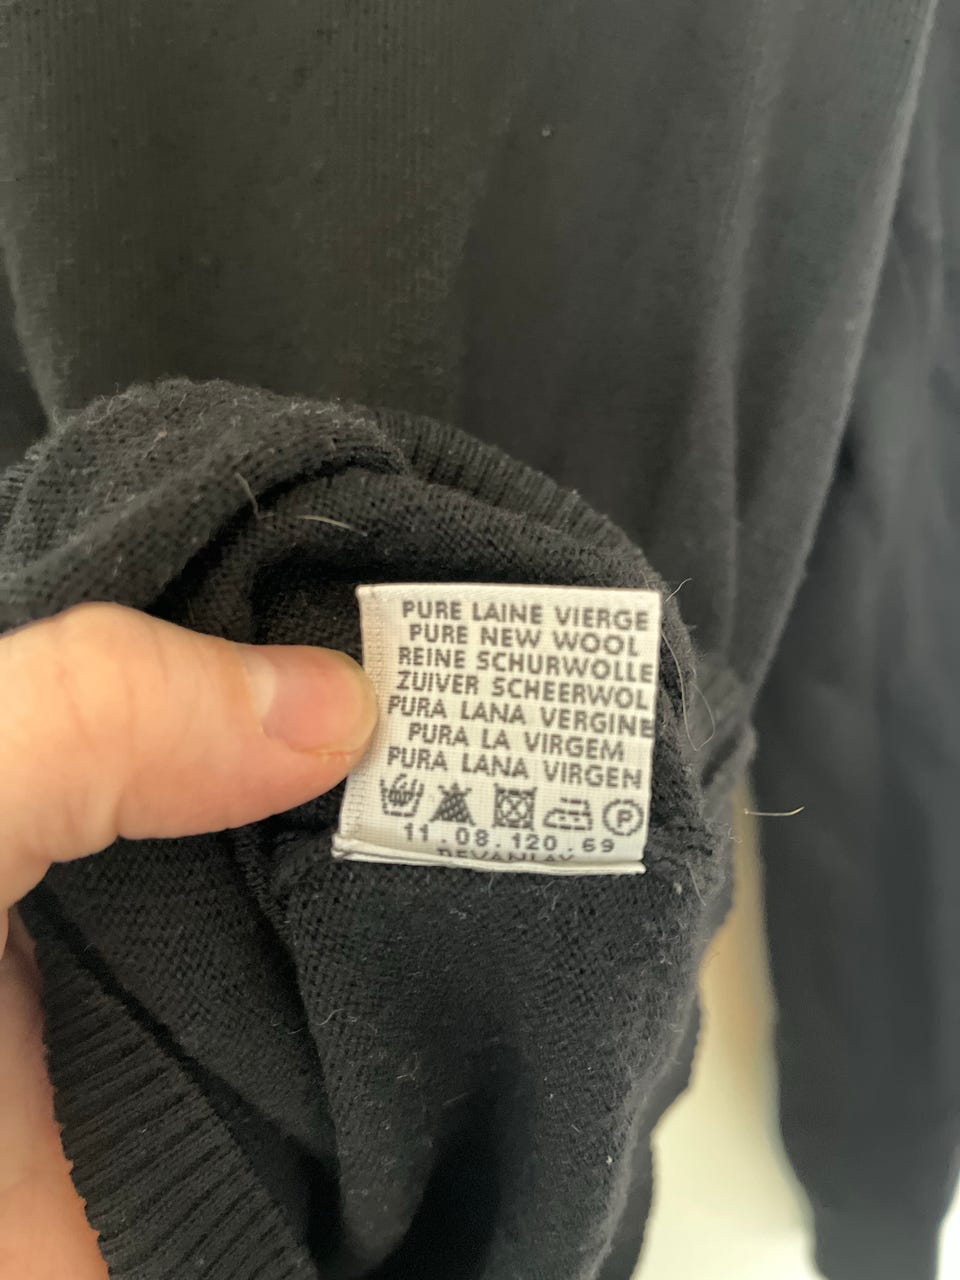 PURE LAINE VIERGE
PURE NEW WOOL
REINE SCHURWOLLE
ZUIVER SCHEERWOL
PURA LANA VERGINE
PURA LA VIRGEM
PURA LANA VIRGEN
P
11.08.120.69
DEVANLAY